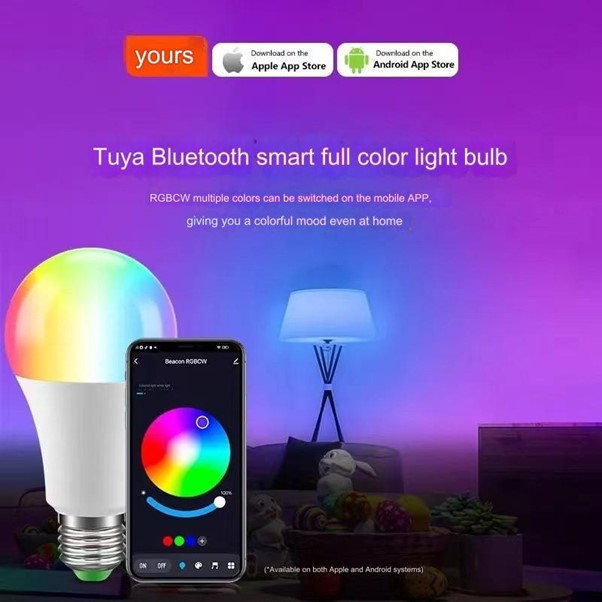 yours
Download on the
Apple App Store
Download on the
Android App Store
Tuya Bluetooth smart full color light bulb
RGBCW multiple colors can be switched on the mobile APP,
giving you a colorful mood even at home
Beacon RGBCW
100%
ON OFF
(*Available on both Apple and Android systems)